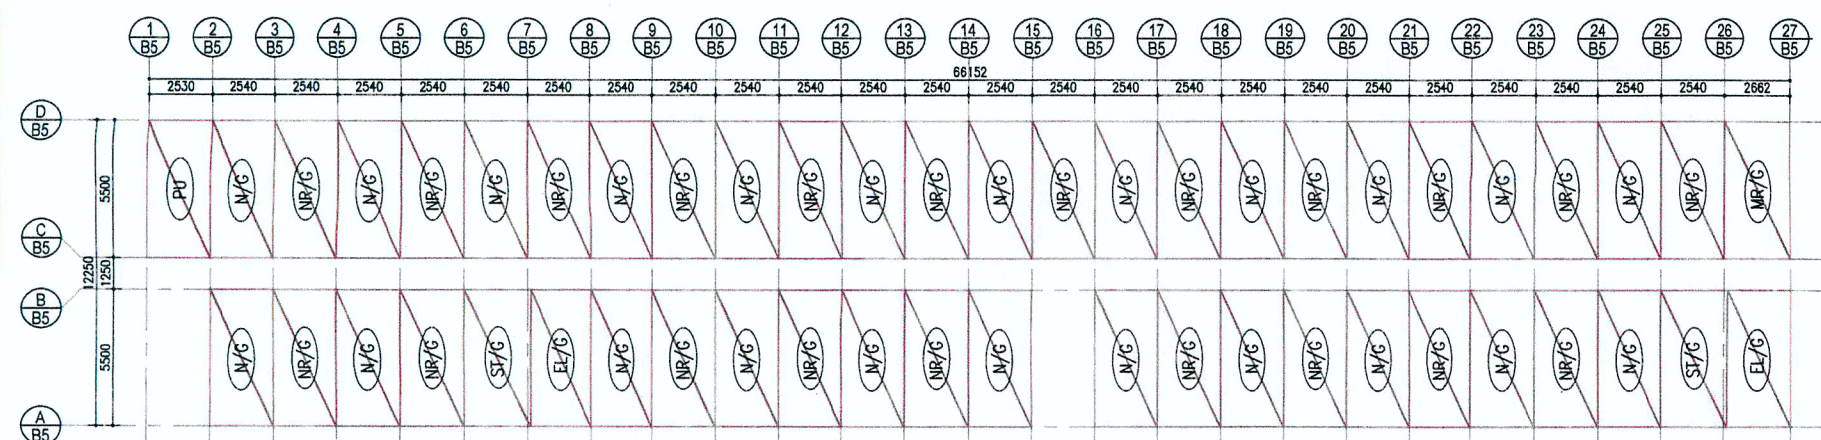 1 2 3 4 5 6 7 8 9 10 11 12 13 14 15 16 17 18 19 20 21 22 23 24 25 26 27
B5 B5 B5 B5 B5 B5 B5 B5 B5 B5 B5 B5 B5 B5 B5 B5 B5 B5 B5 B5 B5 B5 B5 B5 B5 B5 B5
66152
2530 2540 2540 2540 2540 2540 2540 2540 2540 2540 2540 2540 2540 2540 2540 2540 2540 2540 2540 2540 2540 2540 2540 2540 2540 2662
D
B5
5500
PU N/G NR/G N/G NR/G N/G NR/G N/G NR/G N/G NR/G N/G NR/G N/G NR/G N/G NR/G N/G NR/G N/G NR/G N/G NR/G N/G NR/G MR/G
C
B5
12250
1250
B
B5
5500
N/G NR/G N/G NR/G ST/G EL/G N/G NR/G N/G NR/G N/G NR/G N/G N/G NR/G N/G NR/G N/G NR/G N/G NR/G N/G ST/G EL/G
A
B5